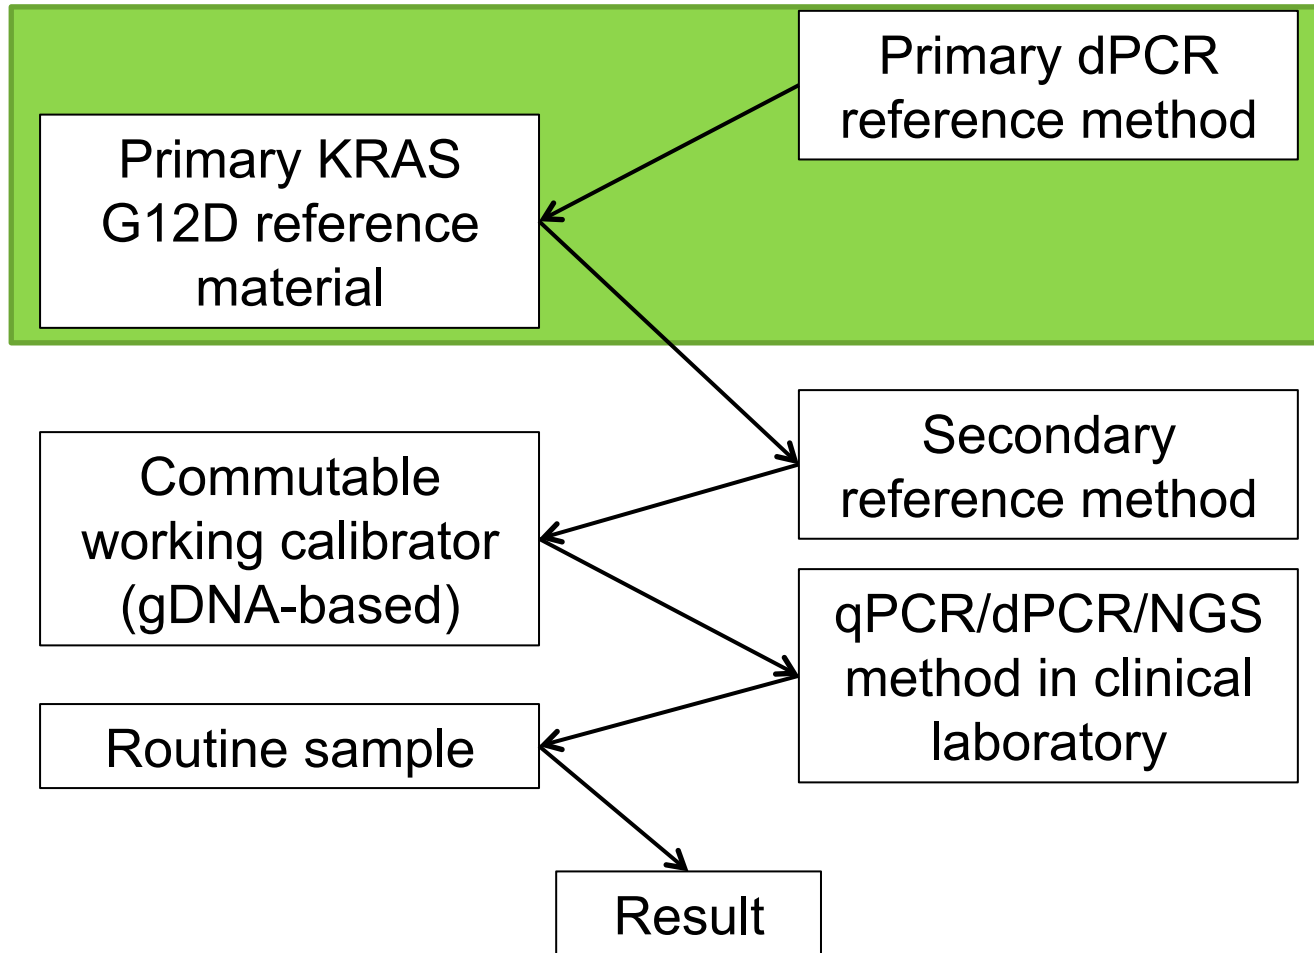 Primary dPCR
reference method
Primary KRAS
G12D reference
material
Secondary
reference method
Commutable
working calibrator
(gDNA-based)
qPCR/dPCR/NGS
method in clinical
laboratory
Routine sample
Result